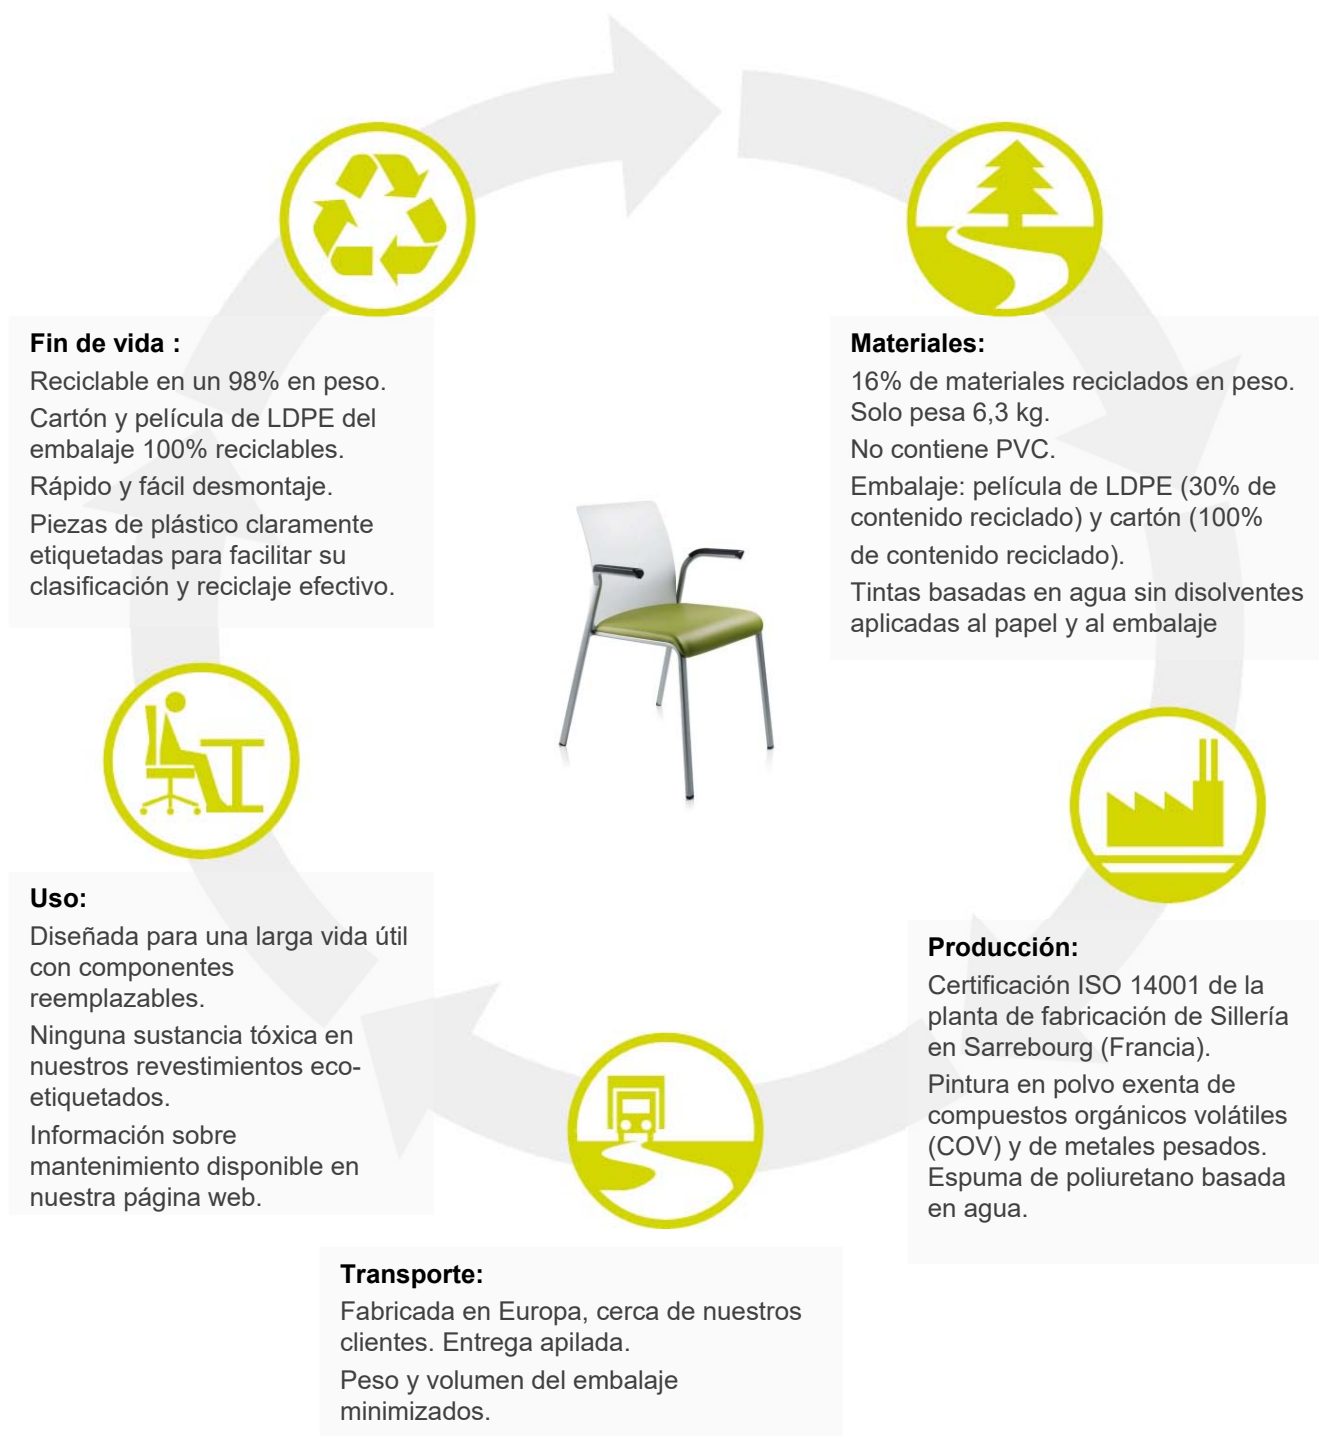 Fin de vida :
Reciclable en un 98% en peso.
Cartón y película de LDPE del
embalaje 100% reciclables.
Rápido y fácil desmontaje.
Piezas de plástico claramente
etiquetadas para facilitar su
clasificación y reciclaje efectivo.
Materiales:
16% de materiales reciclados en peso.
Solo pesa 6,3 kg.
No contiene PVC.
Embalaje: película de LDPE (30% de
contenido reciclado) y cartón (100%
de contenido reciclado).
Tintas basadas en agua sin disolventes
aplicadas al papel y al embalaje
Uso:
Diseñada para una larga vida útil
con componentes
reemplazables.
Ninguna sustancia tóxica en
nuestros revestimientos eco-
etiquetados.
Información sobre
mantenimiento disponible en
nuestra página web.
Producción:
Certificación ISO 14001 de la
planta de fabricación de Sillería
en Sarrebourg (Francia).
Pintura en polvo exenta de
compuestos orgánicos volátiles
(COV) y de metales pesados.
Espuma de poliuretano basada
en agua.
Transporte:
Fabricada en Europa, cerca de nuestros
clientes. Entrega apilada.
Peso y volumen del embalaje
minimizados.